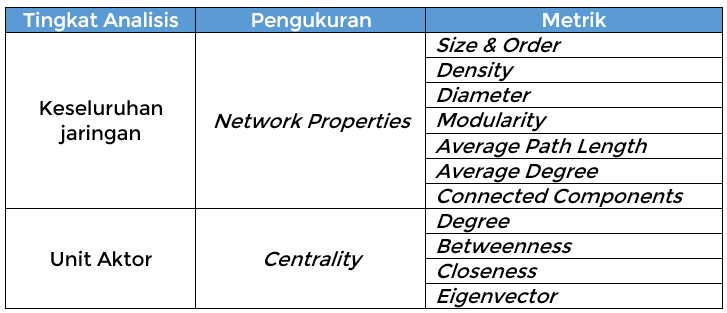 Tingkat Analisis
Pengukuran
Metrik
Keseluruhan
jaringan
Network Properties
Size & Order
Density
Diameter
Modularity
Average Path Length
Average Degree
Connected Components
Unit Aktor
Centrality
Degree
Betweenness
Closeness
Eigenvector